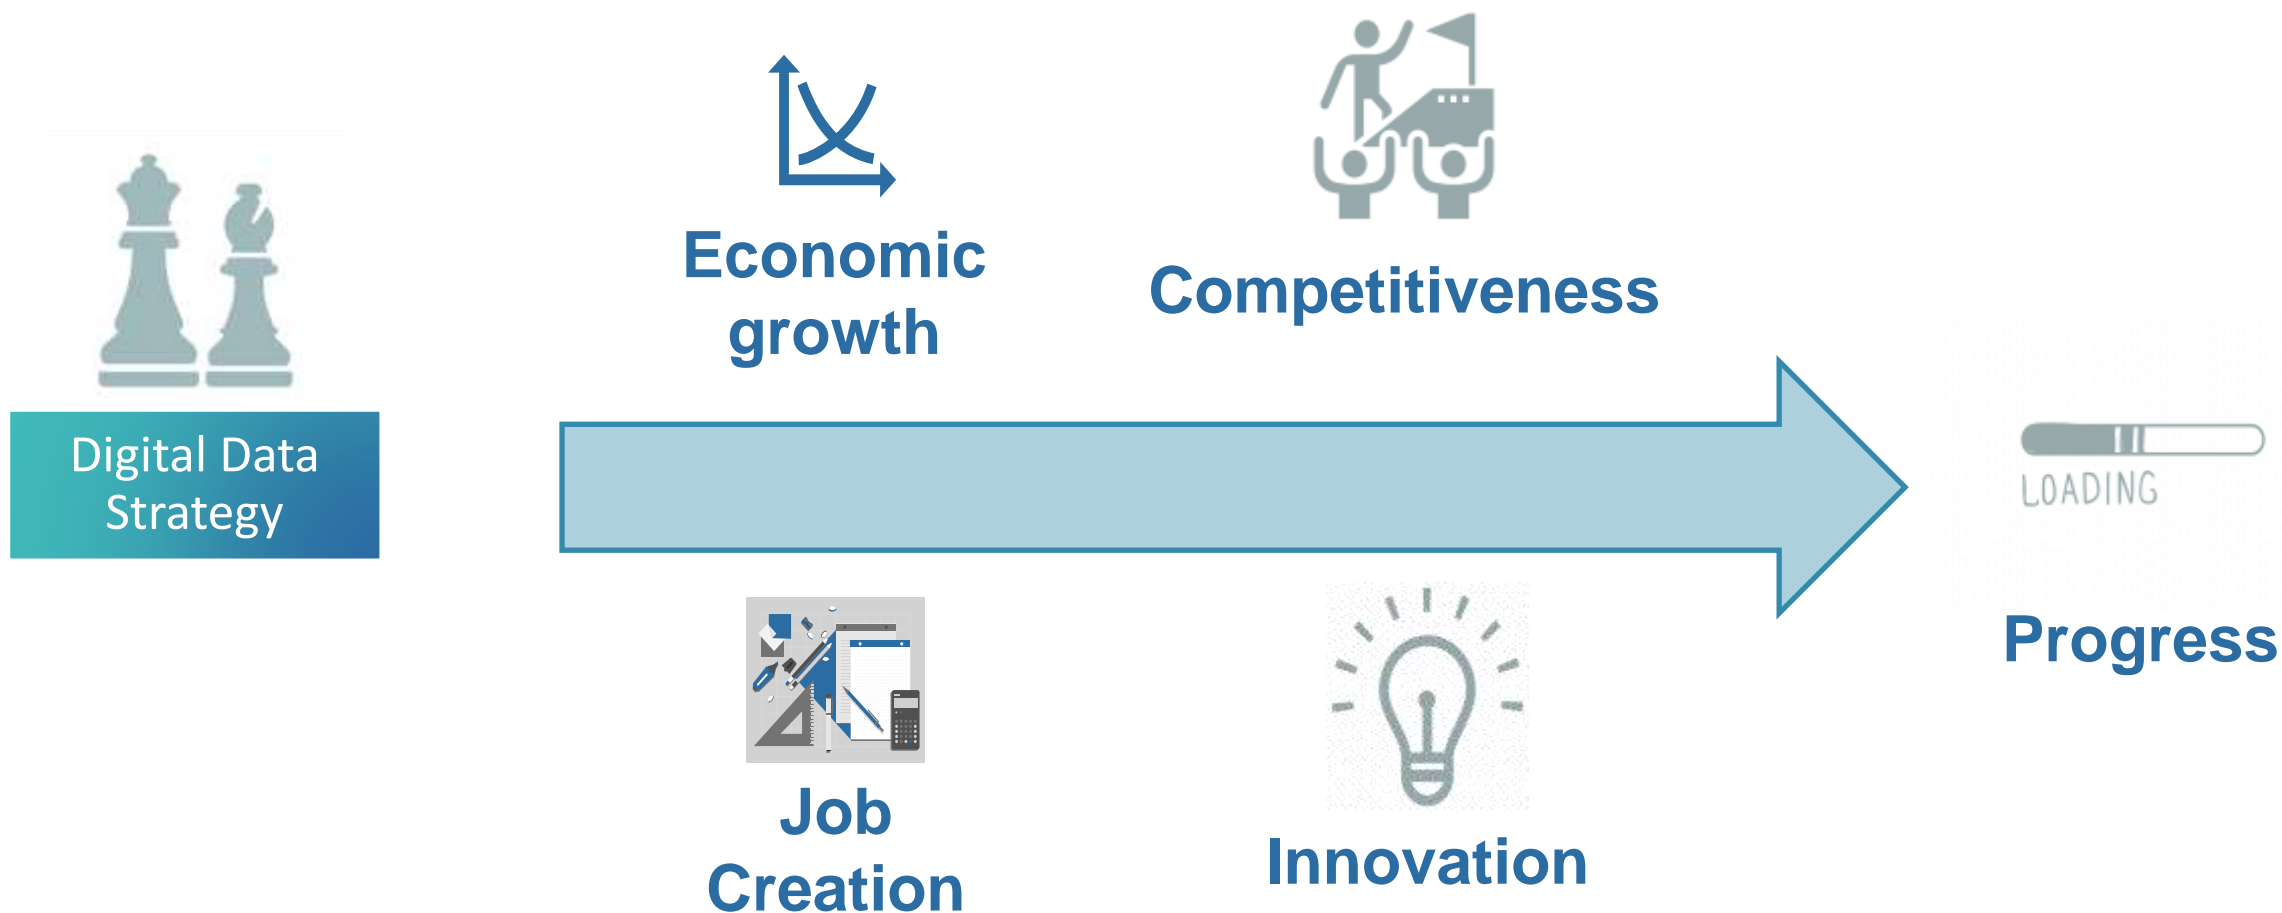 Digital Data
Strategy
Economic
growth
Competitiveness
Job
Creation
Innovation
LOADING
Progress